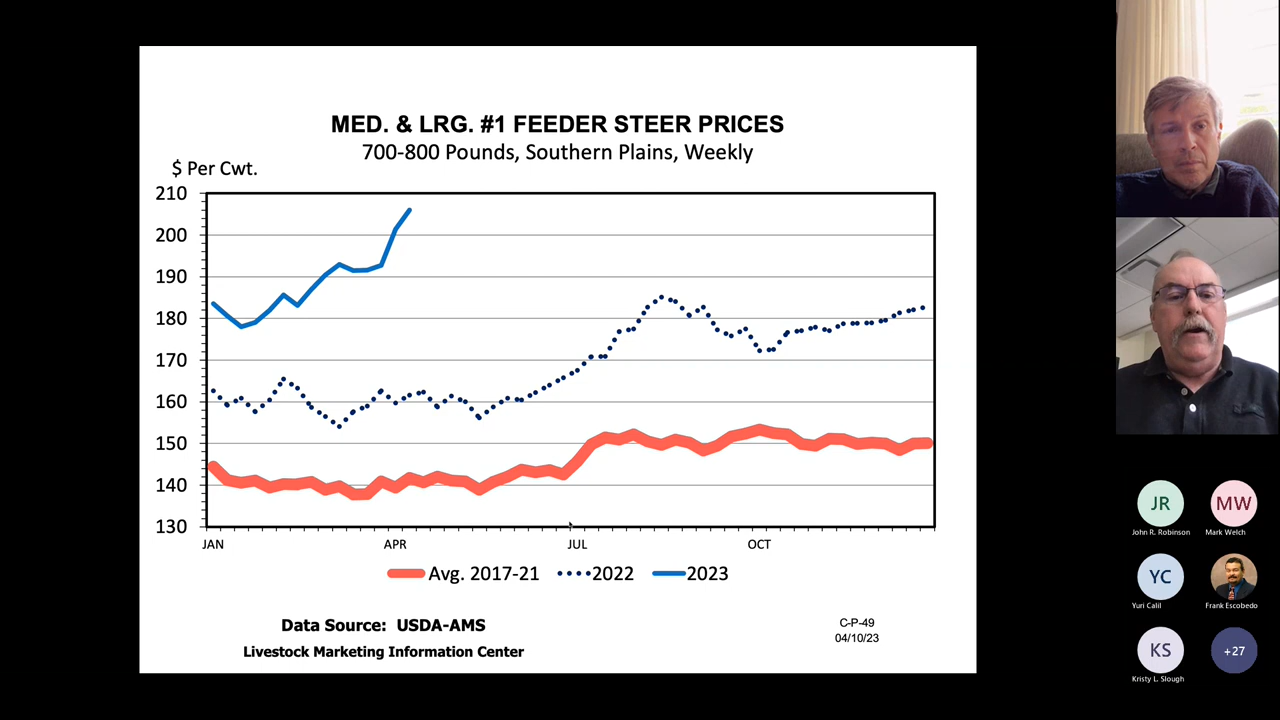 MED. & LRG. #1 FEEDER STEER PRICES
700-800 Pounds, Southern Plains, Weekly
$ Per Cwt.
210
200
190
180
170
160
150
140
130
JAN APR JUL OCT
Avg. 2017-21 2022 2023
Data Source: USDA-AMS
Livestock Marketing Information Center
C-P-49
04/10/23
JR MW
John R. Robinson Mark Welch
YC
Yuri Calil Frank Escobedo
KS +27
Kristy L. Slough